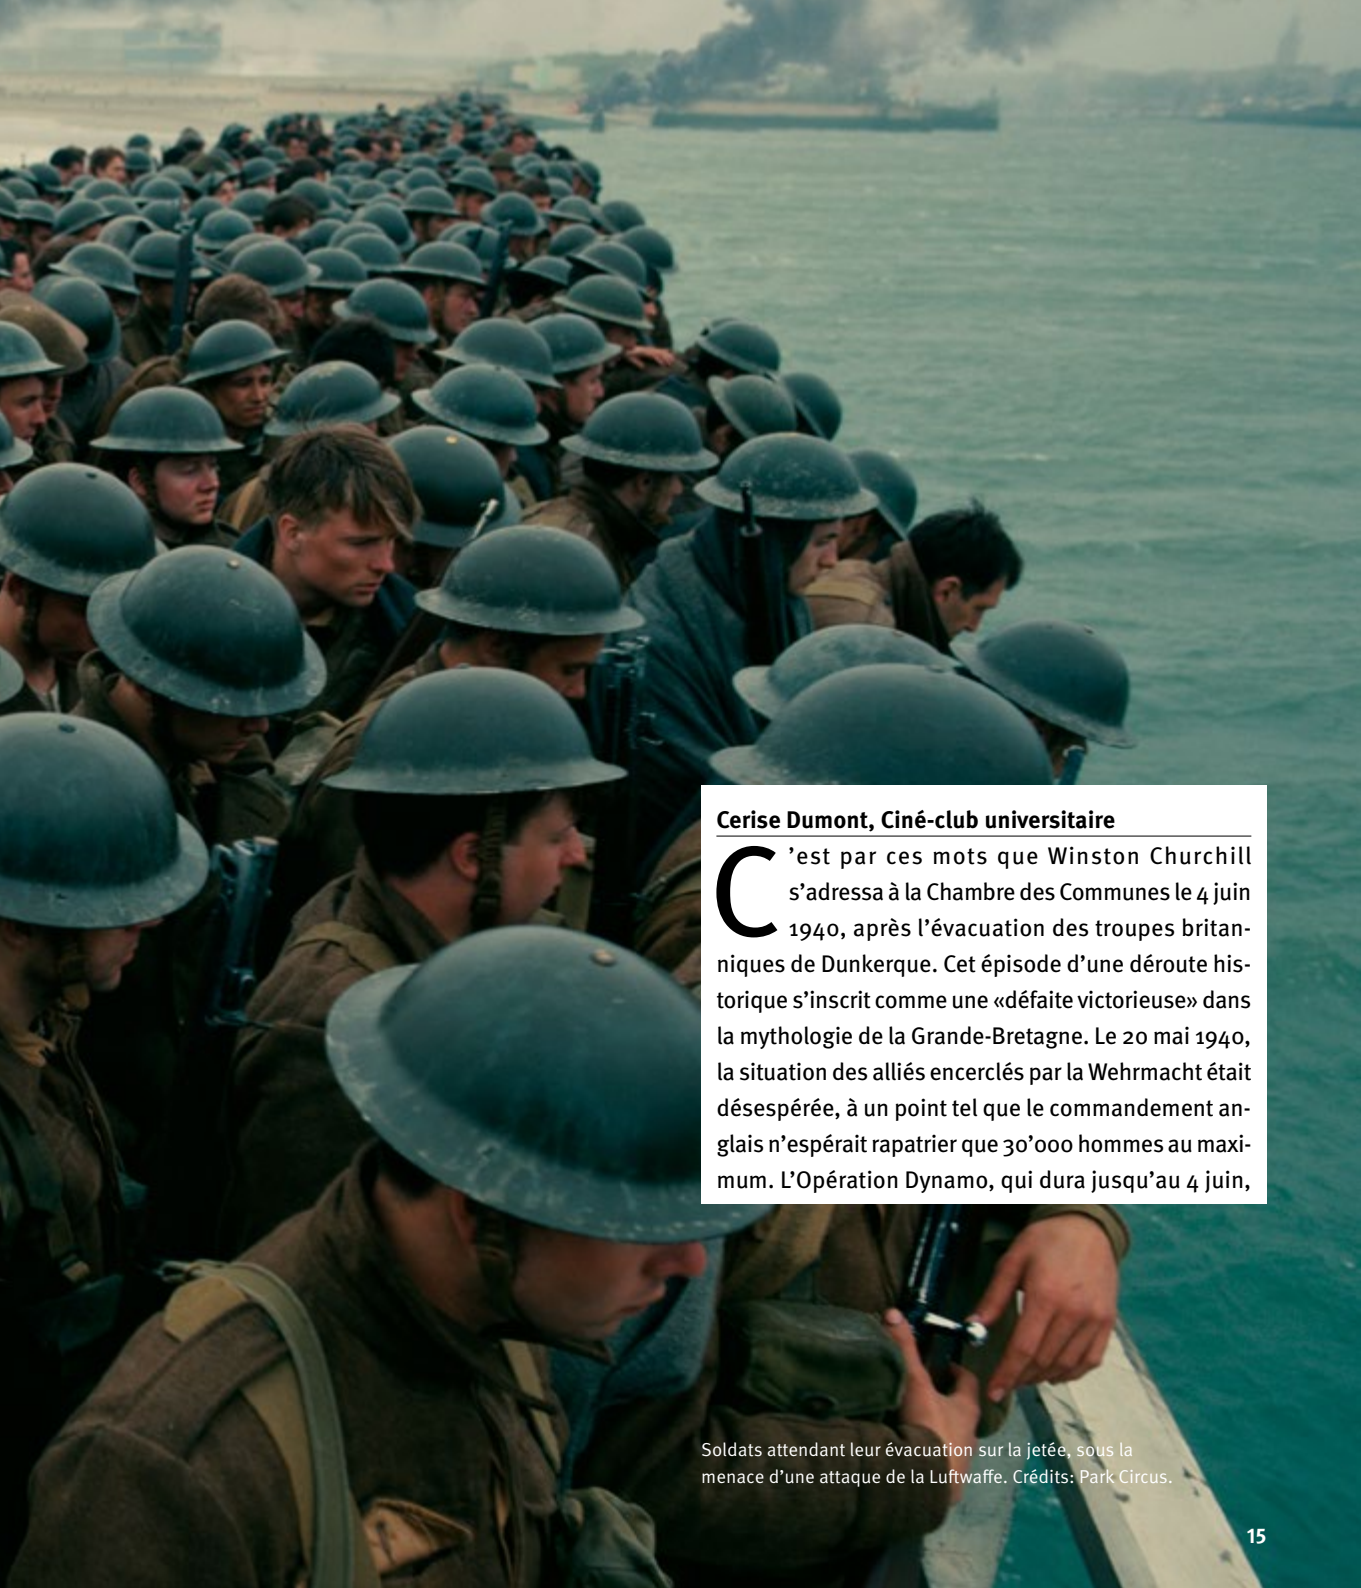 Cerise Dumont, Ciné-club universitaire
C’est par ces mots que Winston Churchill
s’adressa à la Chambre des Communes le 4 juin
1940, après l’évacuation des troupes britan-
niques de Dunkerque. Cet épisode d’une déroute his-
torique s’inscrit comme une «défaite victorieuse» dans
la mythologie de la Grande-Bretagne. Le 20 mai 1940,
la situation des alliés encerclés par la Wehrmacht était
désespérée, à un point tel que le commandement an-
glais n’espérait rapatrier que 30’000 hommes au maxi-
mum. L’Opération Dynamo, qui dura jusqu’au 4 juin,
Soldats attendant leur évacuation sur la jetée, sous la
menace d’une attaque de la Luftwaffe. Crédits: Park Circus.
15